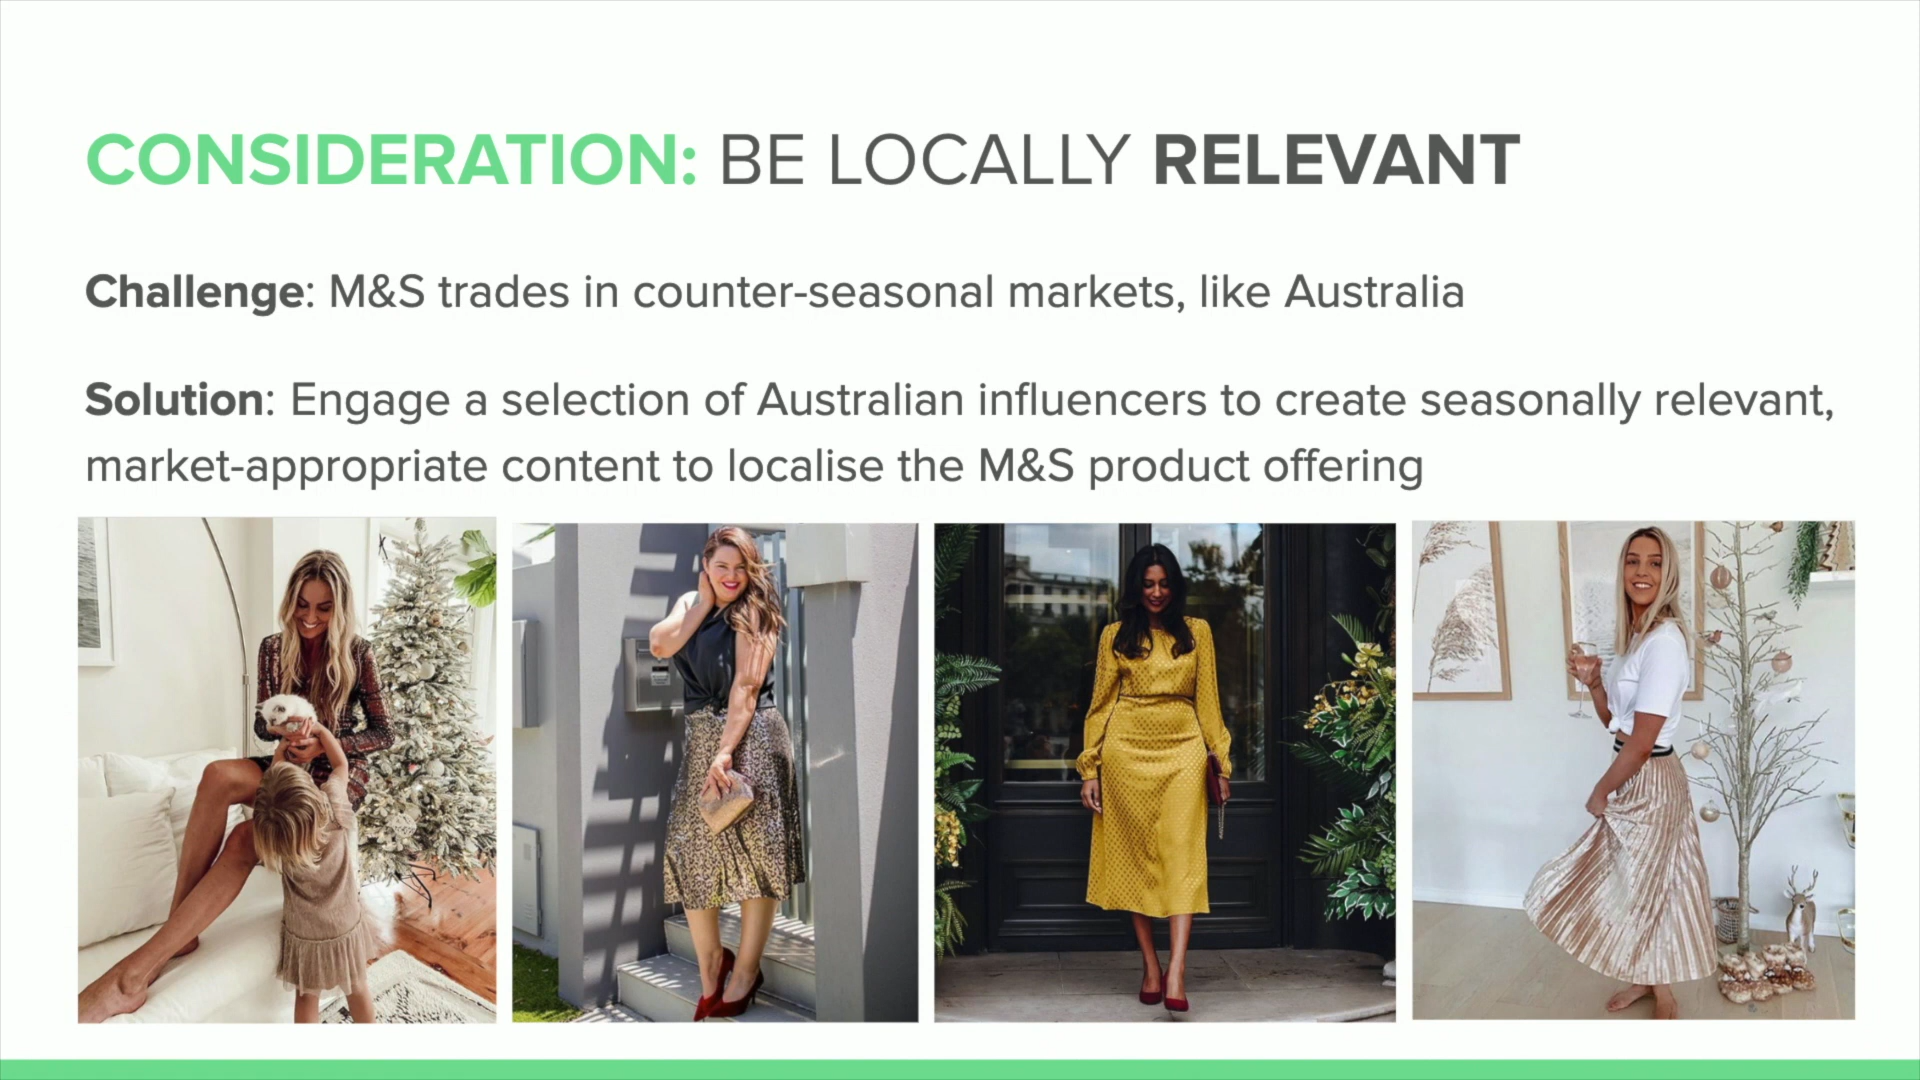 CONSIDERATION: BE LOCALLY RELEVANT
Challenge: M&S trades in counter-seasonal markets, like Australia
Solution: Engage a selection of Australian influencers to create seasonally relevant,
market-appropriate content to localise the M&S product offering